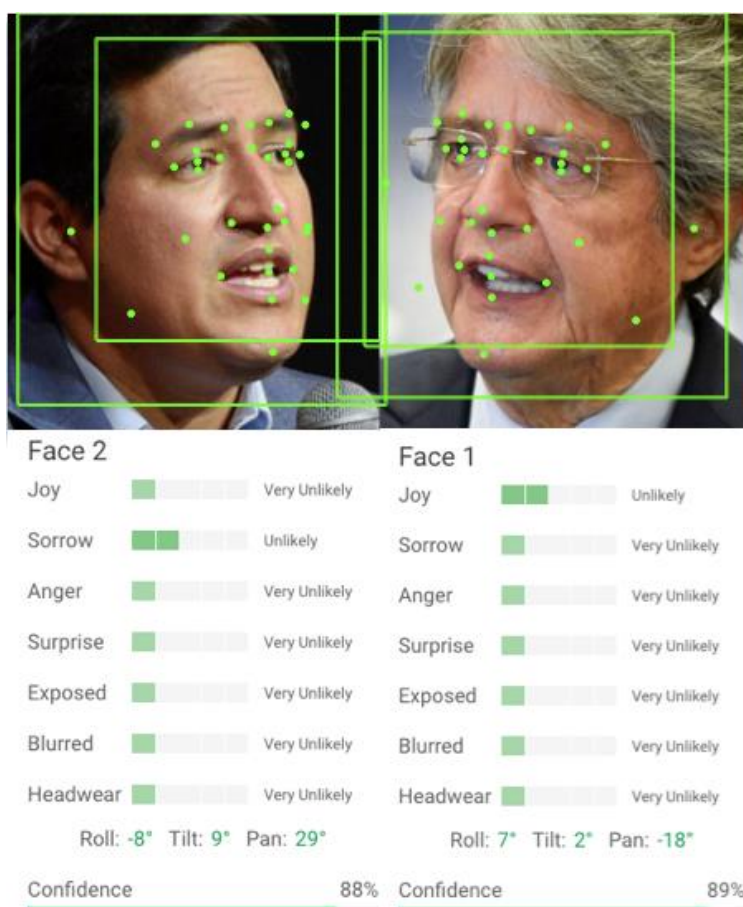 Face 2
Joy Very Unlikely
Sorrow Unlikely
Anger Very Unlikely
Surprise Very Unlikely
Exposed Very Unlikely
Blurred Very Unlikely
Headwear Very Unlikely
Roll: -8° Tilt: 9° Pan: 29°
Confidence 88%
Face 1
Joy Unlikely
Sorrow Very Unlikely
Anger Very Unlikely
Surprise Very Unlikely
Exposed Very Unlikely
Blurred Very Unlikely
Headwear Very Unlikely
Roll: 7° Tilt: 2° Pan: -18°
Confidence 89%